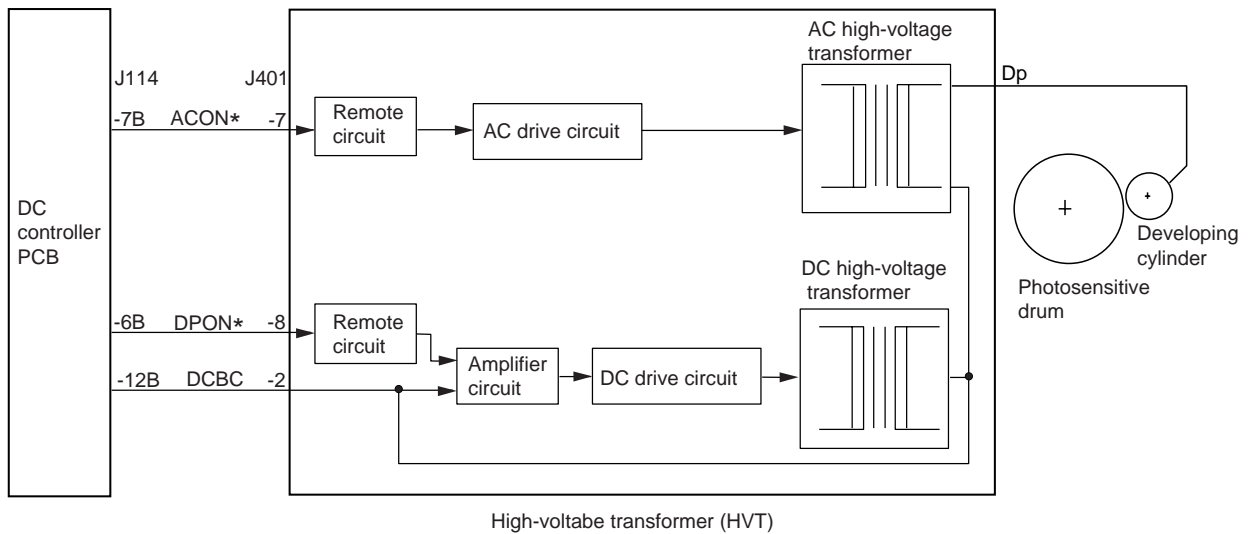 AC high-voltage
transformer
J114
J401
Dp
-7B ACON* -7
Remote
circuit
AC drive circuit
DC
controller
PCB
Developing
cylinder
Photosensitive
drum
DC high-voltage
transformer
-6B DPON* -8
Remote
circuit
Amplifier
circuit
DC drive circuit
-12B DCBC -2
High-voltabe transformer (HVT)